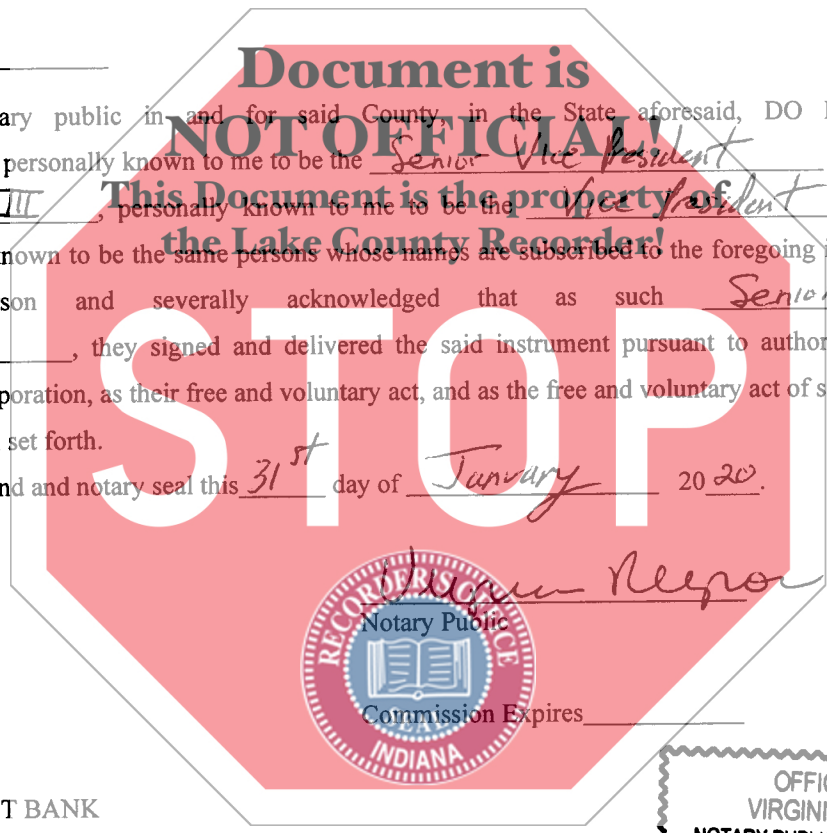 Document is
NOT OFFICIAL!
This Document is the property of
the Lake County Recorder!
STOP
ary public in and for said County, in the State aforesaid, DO
personally known to me to be the Senior Vice President
III, personally known to me to be the Vice President
nown to be the same persons whose names are subscribed to the foregoing i
son and severally acknowledged that as such Senior
, they signed and delivered the said instrument pursuant to author
poration, as their free and voluntary act, and as the free and voluntary act of s
set forth.
nd and notary seal this 31st day of January 2020.
Notary Public
Commission Expires
RECORDER'S OFFICE
SEAL
INDIANA
T BANK
OFFIC
VIRGINI